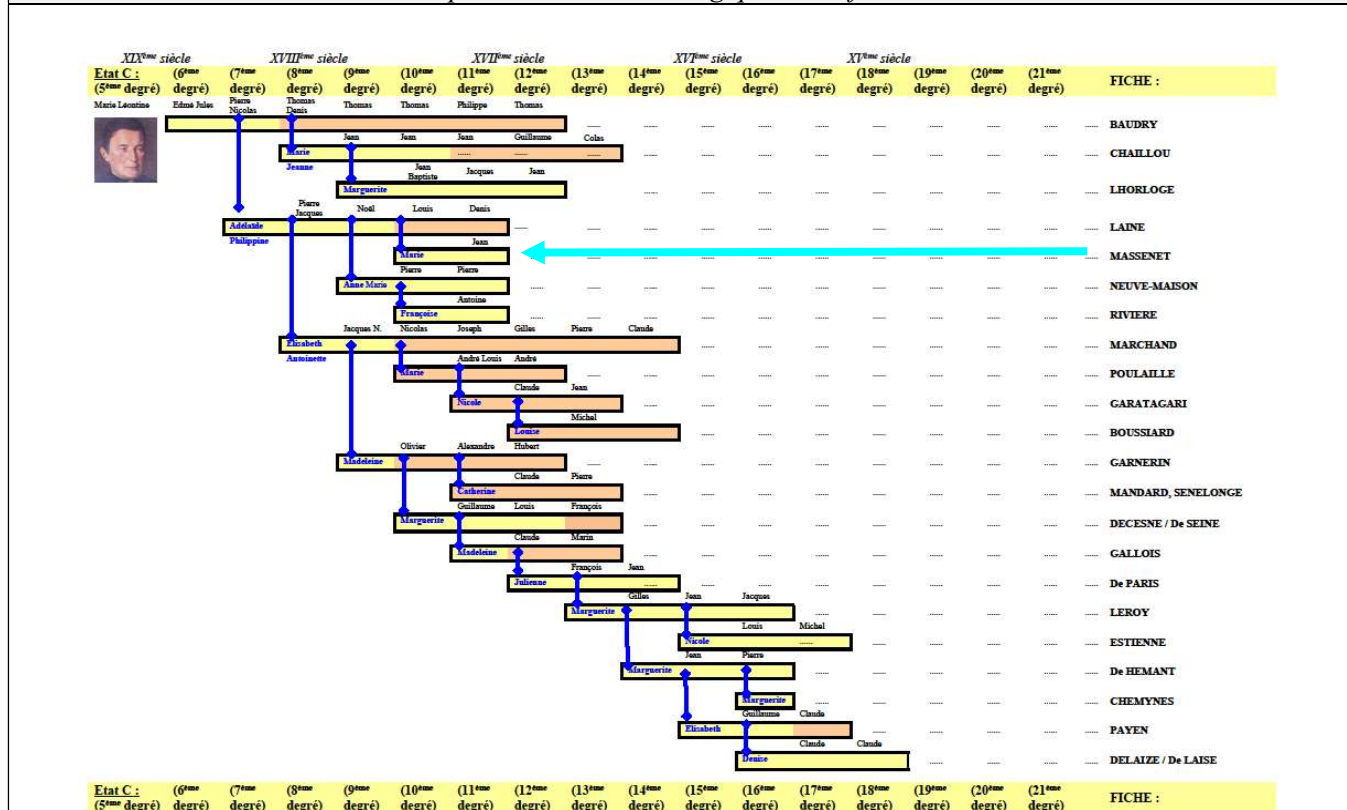 XIXème siècle XVIIIème siècle XVIIème siècle XVIème siècle XVème siècle
Etat C : (6ème (7ème (8ème (9ème (10ème (11ème (12ème (13ème (14ème (15ème (16ème (17ème (18ème (19ème (20ème (21ème FICHE :
(5ème degré) degré) degré) degré) degré) degré) degré) degré) degré) degré) degré) degré) degré) degré) degré) degré) degré)
Marie Léontine Edmé Jules Pierre Nicolas Thomas Denis Thomas Thomas Philippe Thomas
...... ...... ...... ...... ...... ...... ...... ...... ...... ...... BAUDRY
Jean Jean Jean Guillaume Colas
Marie ...... ...... ...... ...... ...... ...... ...... ...... ...... ...... ...... ...... CHAILLOU
Jeanne Jean Baptiste Jacques Jean
Marguerite ...... ...... ...... ...... ...... ...... ...... ...... ...... LHORLOGE
Pierre Jacques Noël Louis Denis
Adélaïde ...... ...... ...... ...... ...... ...... ...... ...... ...... ...... LAINE
Philippine Jean
Marie ...... ...... ...... ...... ...... ...... ...... ...... ...... MASSENET
Pierre Pierre
Anne Marie ...... ...... ...... ...... ...... ...... ...... ...... ...... ...... NEUVE-MAISON
Antoine
Françoise ...... ...... ...... ...... ...... ...... ...... ...... ...... ...... RIVIERE
Jacques N. Nicolas Joseph Gilles Pierre Claude
Elisabeth ...... ...... ...... ...... ...... ...... ...... ...... MARCHAND
Antoinette André Louis André
Marie ...... ...... ...... ...... ...... ...... ...... ...... ...... ...... POULAILLE
Claude Jean
Nicole ...... ...... ...... ...... ...... ...... ...... ...... ...... GARATAGARI
Michel
Louise ...... ...... ...... ...... ...... ...... ...... ...... BOUSSIARD
Olivier Alexandre Hubert
Madeleine ...... ...... ...... ...... ...... ...... ...... ...... ...... ...... GARNERIN
Claude Pierre
Catherine ...... ...... ...... ...... ...... ...... ...... ...... ...... MANDARD, SENELONGE
Guillaume Louis François
Marguerite ...... ...... ...... ...... ...... ...... ...... ...... ...... DECESNE / De SEINE
Claude Marin
Madeleine ...... ...... ...... ...... ...... ...... ...... ...... ...... GALLOIS
François Jean
Julienne ...... ...... ...... ...... ...... ...... ...... ...... ...... De PARIS
Gilles Jean Jacques
Marguerite ...... ...... ...... ...... ...... ...... LEROY
Louis Michel
Nicole ...... ...... ...... ...... ...... ...... ESTIENNE
Jean Pierre
Marguerite ...... ...... ...... ...... ...... ...... De HEMANT
Marguerite ...... ...... ...... ...... ...... ...... CHEMYNES
Guillaume Claude
Elisabeth ...... ...... ...... ...... ...... PAYEN
Claude Claude
Denise ...... ...... ...... ...... DELAIZE / De LAISE
Etat C : (6ème (7ème (8ème (9ème (10ème (11ème (12ème (13ème (14ème (15ème (16ème (17ème (18ème (19ème (20ème (21ème FICHE :
(5ème degré) degré) degré) degré) degré) degré) degré) degré) degré) degré) degré) degré) degré) degré) degré) degré) degré)